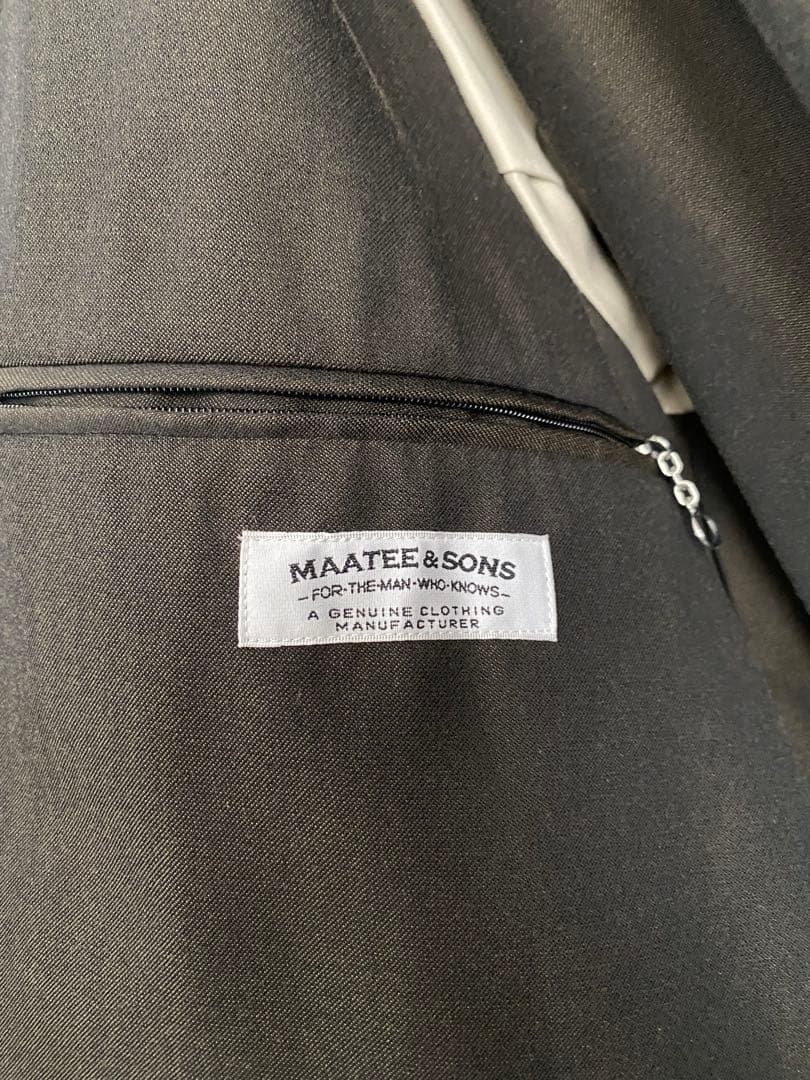 MAATEE & SONS
-FOR-THE-MAN-WHO-KNOWS-
A GENUINE CLOTHING
MANUFACTURER